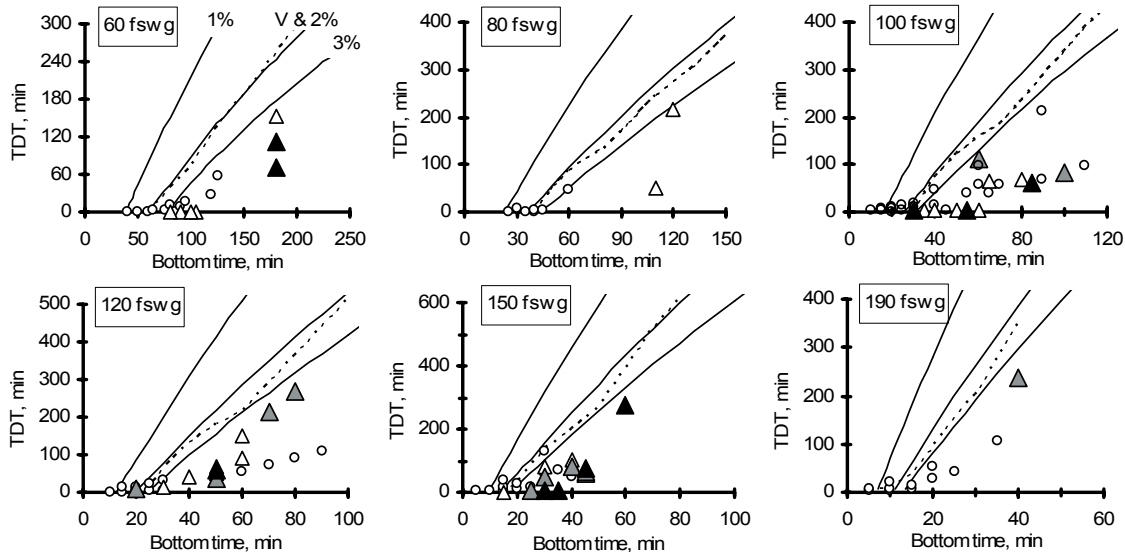 60 fswg
1%
V & 2%
3%
TDT, min
300
240
180
120
60
0
0 50 100 150 200 250
Bottom time, min
80 fswg
TDT, min
400
300
200
100
0
0 30 60 90 120 150
Bottom time, min
100 fswg
TDT, min
400
300
200
100
0
0 40 80 120
Bottom time, min
120 fswg
TDT, min
500
400
300
200
100
0
0 20 40 60 80 100
Bottom time, min
150 fswg
TDT, min
600
400
200
0
0 20 40 60 80 100
Bottom time, min
190 fswg
TDT, min
400
300
200
100
0
0 20 40 60
Bottom time, min